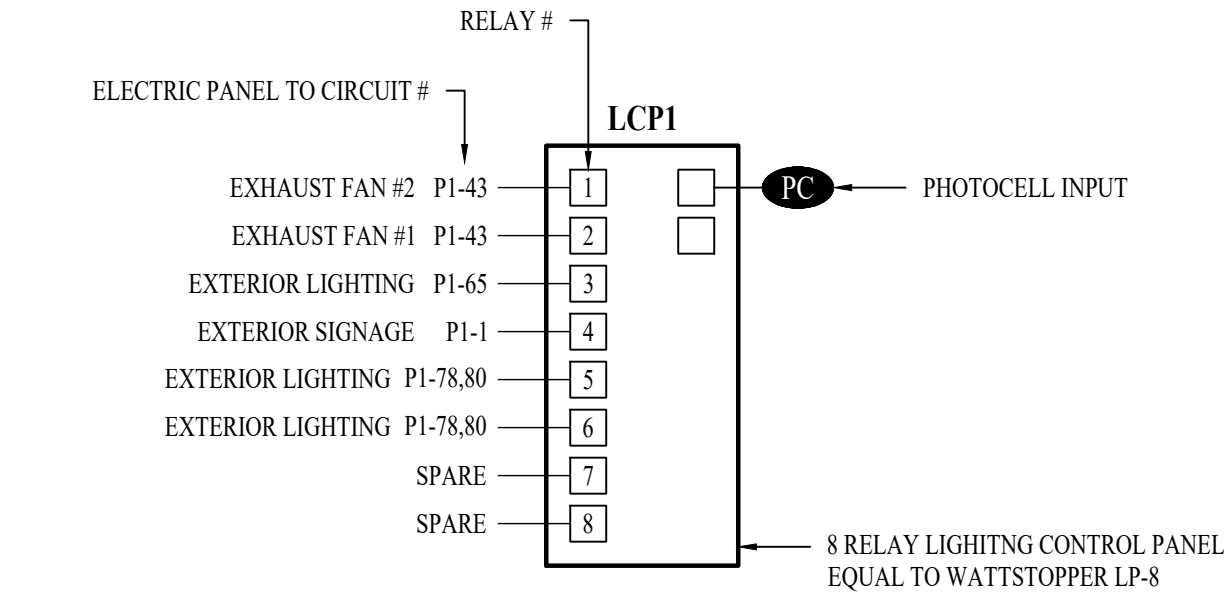 RELAY #
ELECTRIC PANEL TO CIRCUIT #
LCP1
EXHAUST FAN #2 P1-43 1 PC PHOTOCELL INPUT
EXHAUST FAN #1 P1-43 2
EXTERIOR LIGHTING P1-65 3
EXTERIOR SIGNAGE P1-1 4
EXTERIOR LIGHTING P1-78,80 5
EXTERIOR LIGHTING P1-78,80 6
SPARE 7
SPARE 8
8 RELAY LIGHITNG CONTROL PANEL
EQUAL TO WATTSTOPPER LP-8